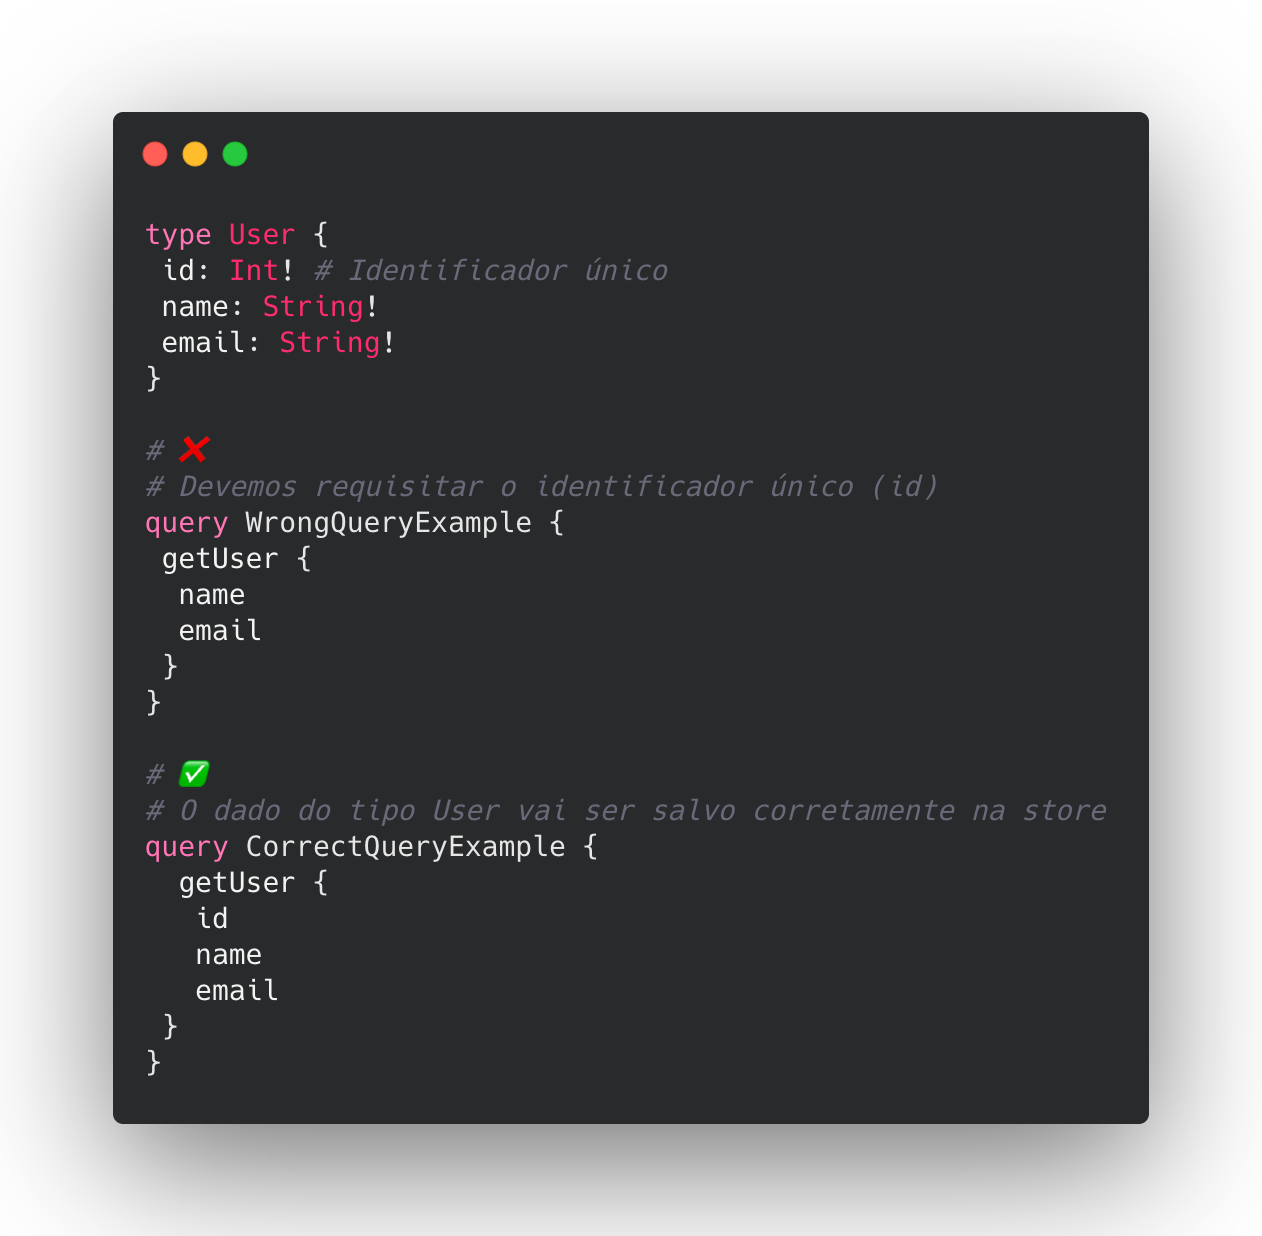 type User {
 id: Int! # Identificador único
 name: String!
 email: String!
}

# ❌
# Devemos requisitar o identificador único (id)
query WrongQueryExample {
 getUser {
  name
  email
 }
}

# ✅
# O dado do tipo User vai ser salvo corretamente na store
query CorrectQueryExample {
  getUser {
   id
   name
   email
 }
}